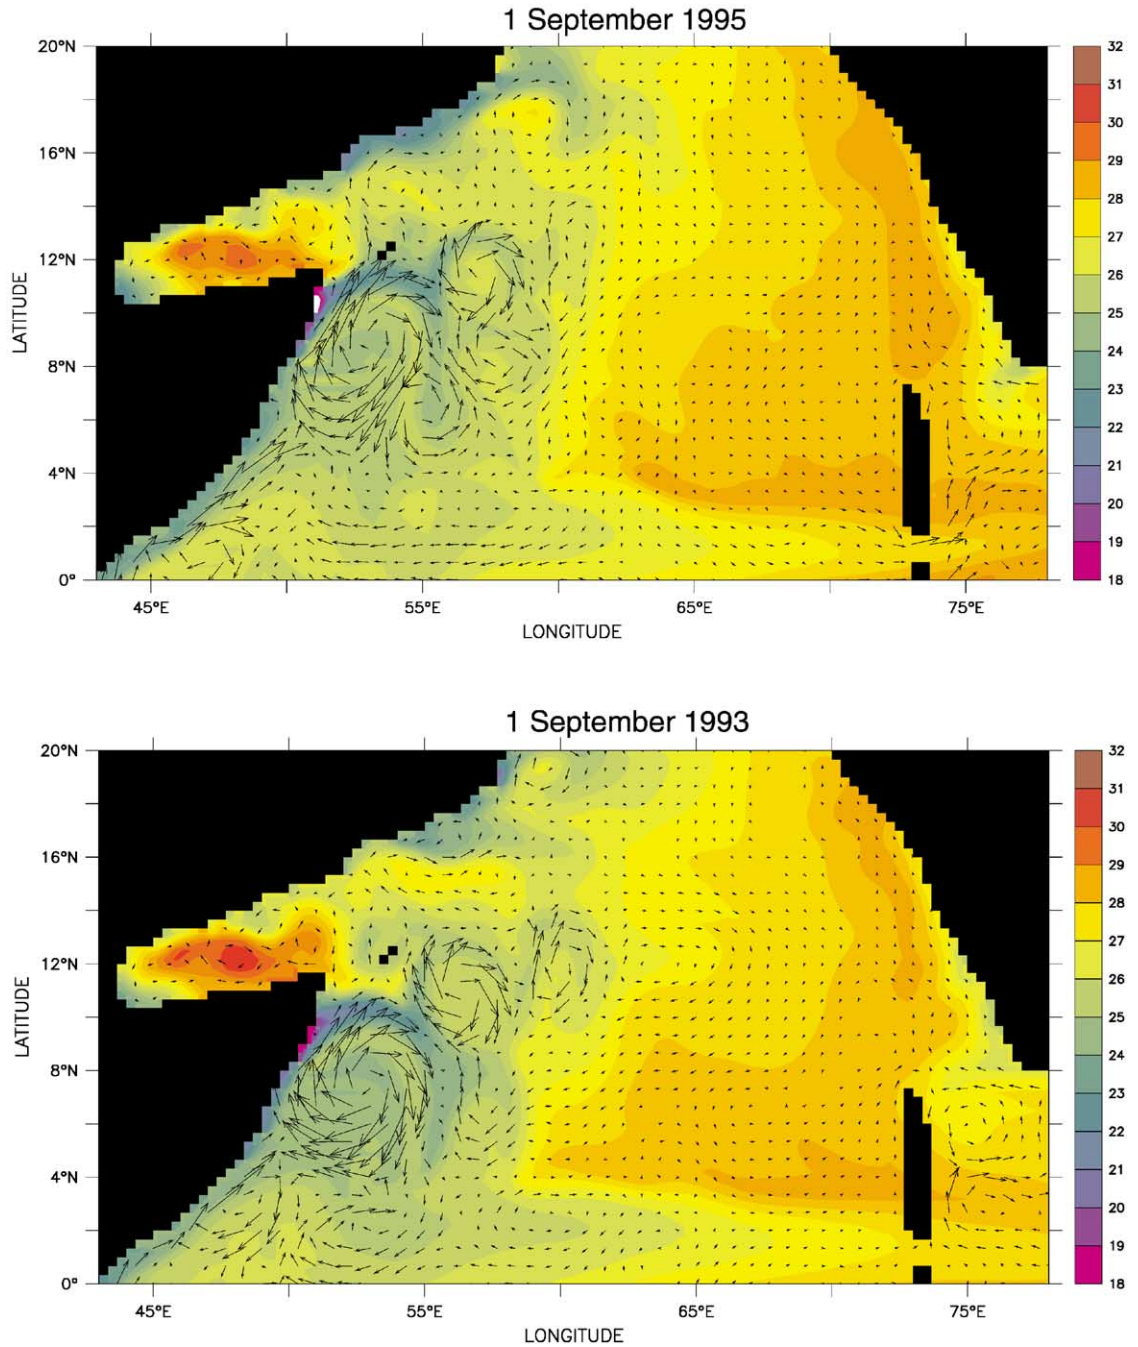 1 September 1995
20°N
16°N
12°N
8°N
4°N
0°
LATITUDE
45°E
55°E
65°E
75°E
LONGITUDE
32
31
30
29
28
27
26
25
24
23
22
21
20
19
18
1 September 1993
20°N
16°N
12°N
8°N
4°N
0°
LATITUDE
45°E
55°E
65°E
75°E
LONGITUDE
32
31
30
29
28
27
26
25
24
23
22
21
20
19
18